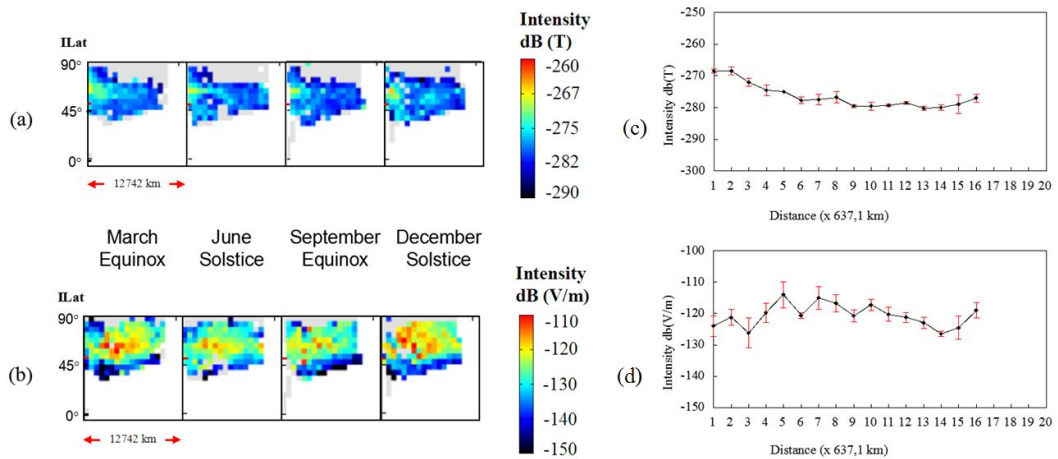 (a)
ILat
90°
45°
0°
12742 km
Intensity
dB (T)
-260
-267
-275
-282
-290
March
Equinox
June
Solstice
September
Equinox
December
Solstice
(b)
ILat
90°
45°
0°
12742 km
Intensity
dB (V/m)
-110
-120
-130
-140
-150
(c)
Intensity db(T)
-250
-260
-270
-280
-290
-300
1 2 3 4 5 6 7 8 9 10 11 12 13 14 15 16 17 18 19 20
Distance (x 637,1 km)
(d)
Intensity db(V/m)
-100
-110
-120
-130
-140
-150
1 2 3 4 5 6 7 8 9 10 11 12 13 14 15 16 17 18 19 20
Distance (x 637,1 km)